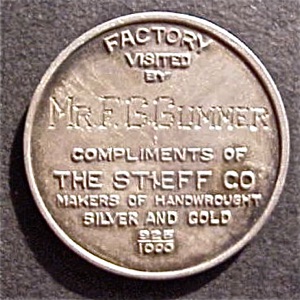 FACTORY
VISITED
BY
MR. F. G. GUMMER
COMPLIMENTS OF
THE STIEFF CO
MAKERS OF HANDWROUGHT
SILVER AND GOLD
925
1000